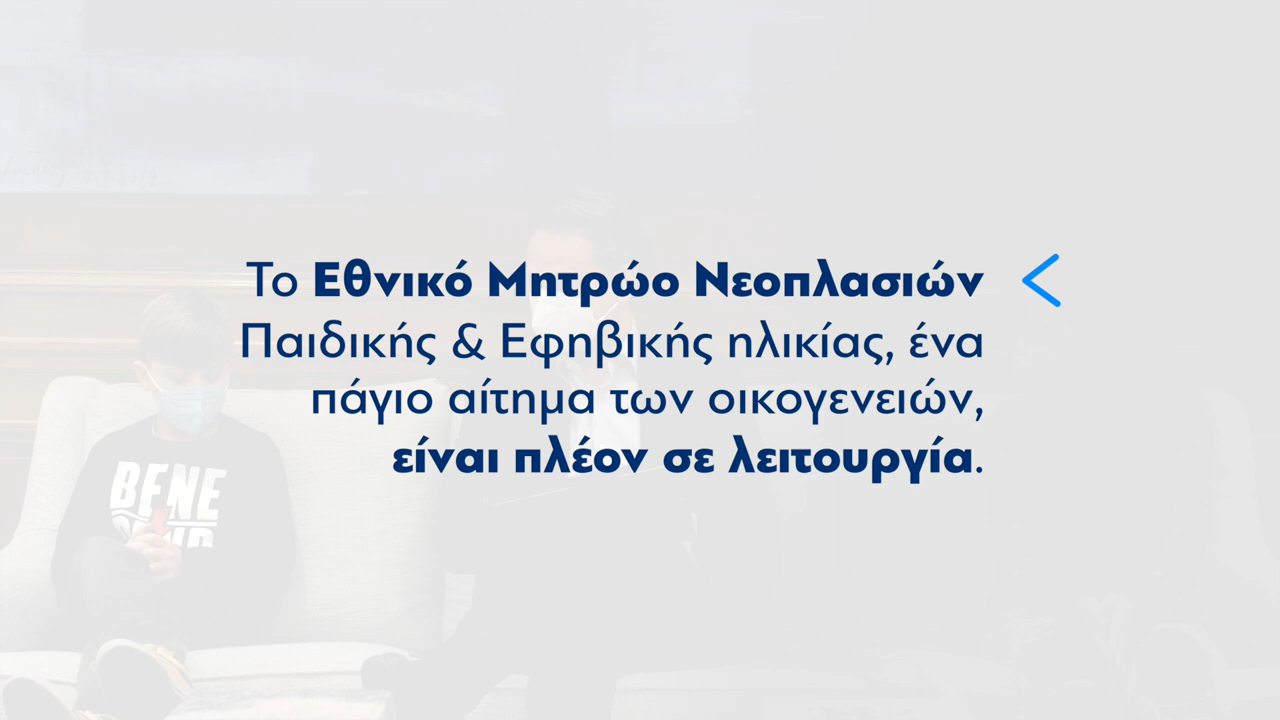 Το Εθνικό Μητρώο Νεοπλασιών
Παιδικής & Εφηβικής ηλικίας, ένα
πάγιο αίτημα των οικογενειών,
είναι πλέον σε λειτουργία.
BENE